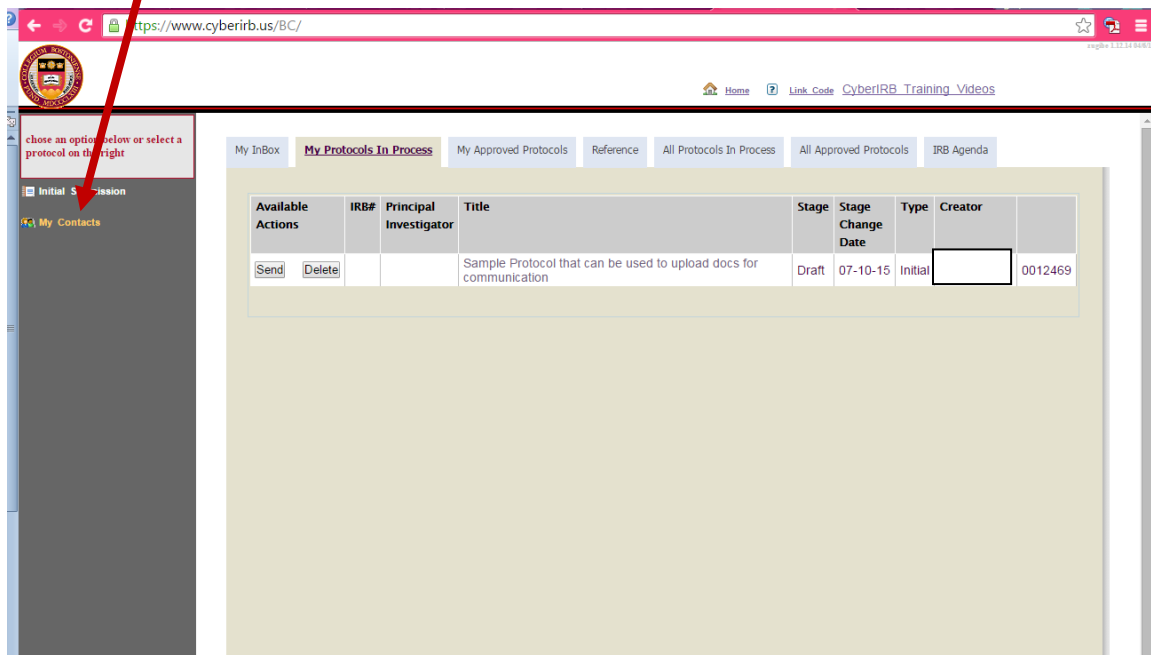 https://www.cyberirb.us/BC/
Home Link Code CyberIRB Training Videos
chose an option below or select a
protocol on the right
Initial Submission
My Contacts
My InBox My Protocols In Process My Approved Protocols Reference All Protocols In Process All Approved Protocols IRB Agenda
Available Actions IRB# Principal Investigator Title Stage Stage Change Date Type Creator
Send Delete Sample Protocol that can be used to upload docs for communication Draft 07-10-15 Initial 0012469